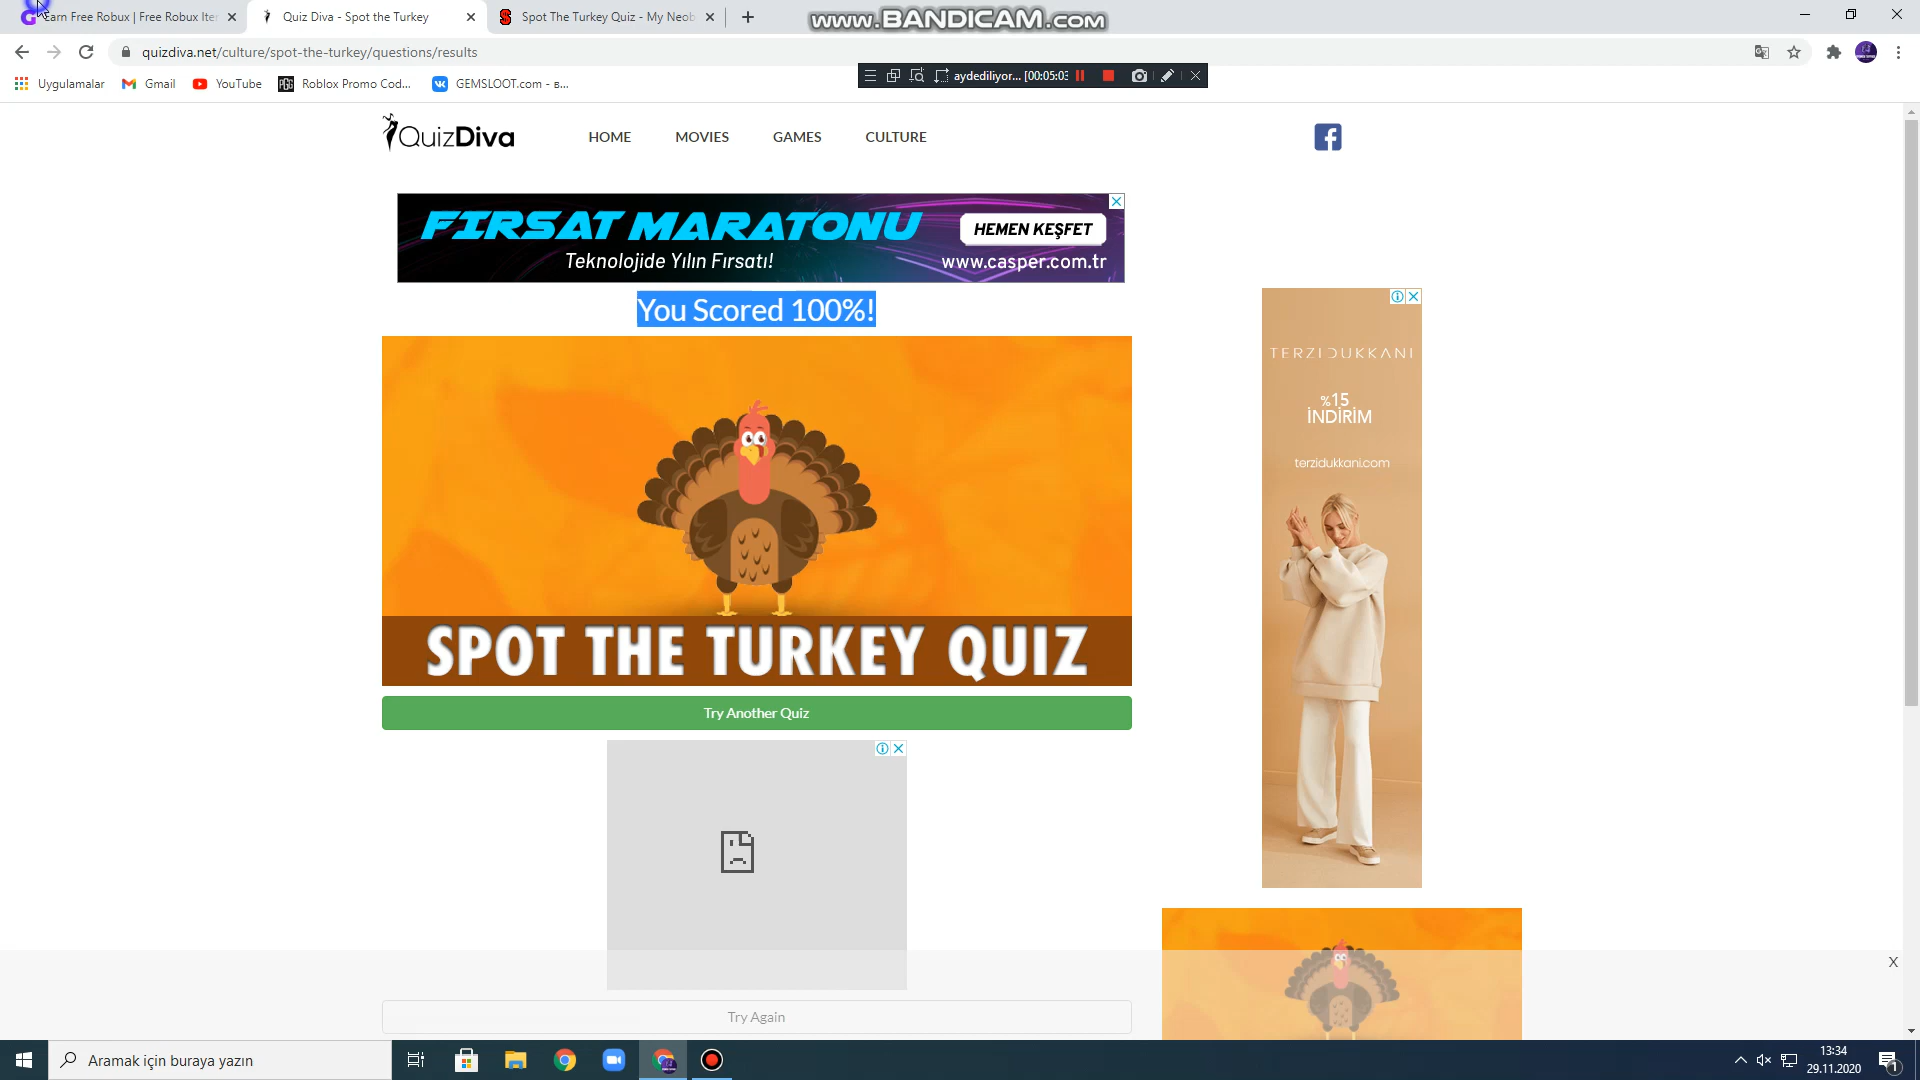 Earn Free Robux | Free Robux Iter
Quiz Diva - Spot the Turkey
Spot The Turkey Quiz - My Neob
www.BANDICAM.com
quizdiva.net/culture/spot-the-turkey/questions/results
aydediliyor... [00:05:03
Uygulamalar
Gmail
YouTube
Roblox Promo Cod...
GEMSLOOT.com - в...
QuizDiva
HOME
MOVIES
GAMES
CULTURE
FIRSAT MARATONU
Teknolojide Yılın Fırsatı!
HEMEN KEŞFET
www.casper.com.tr
You Scored 100%!
TERZIDUKKANI
%15
İNDİRİM
terzidukkani.com
SPOT THE TURKEY QUIZ
Try Another Quiz
X
Try Again
Aramak için buraya yazın
13:34
29.11.2020
1